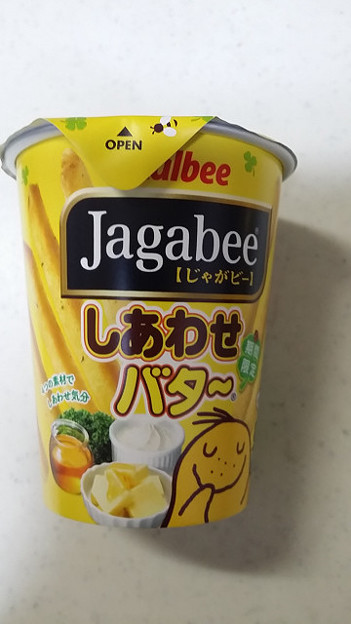 OPEN
albee
Jagabee®
【じゃがビー】
しあわせ
バタ〜®
期間
限定
つの素材で
しあわせ気分